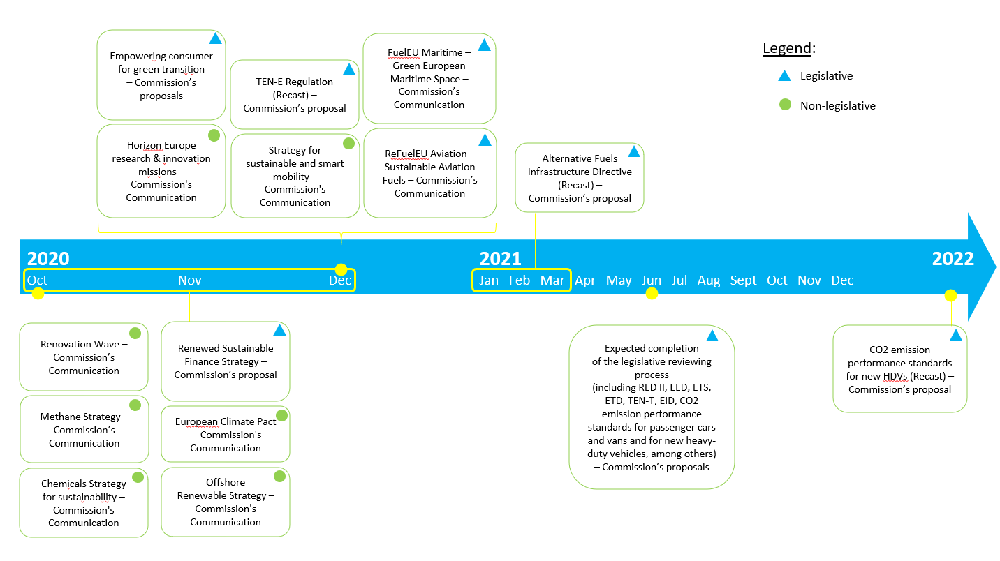 Legend:
Legislative
Non-legislative
Empowering consumer
for green transition
– Commission’s
proposals
TEN-E Regulation
(Recast) –
Commission’s proposal
FuelEU Maritime –
Green European
Maritime Space –
Commission’s
Communication
Horizon Europe
research & innovation
missions –
Commission's
Communication
Strategy for
sustainable and smart
mobility –
Commission's
Communication
ReFuelEU Aviation –
Sustainable Aviation
Fuels – Commission’s
Communication
Alternative Fuels
Infrastructure Directive
(Recast) –
Commission’s proposal
2020 2021 2022
Oct Nov Dec Jan Feb Mar Apr May Jun Jul Aug Sept Oct Nov Dec
Renovation Wave –
Commission’s
Communication
Methane Strategy –
Commission’s
Communication
Chemicals Strategy
for sustainability –
Commission's
Communication
Renewed Sustainable
Finance Strategy –
Commission’s proposal
European Climate Pact
– Commission's
Communication
Offshore
Renewable Strategy –
Commission's
Communication
Expected completion
of the legislative reviewing
process
(including RED II, EED, ETS,
ETD, TEN-T, EID, CO2
emission performance
standards for passenger cars
and vans and for new heavy-
duty vehicles, among others)
– Commission’s proposals
CO2 emission
performance standards
for new HDVs (Recast) –
Commission’s proposal